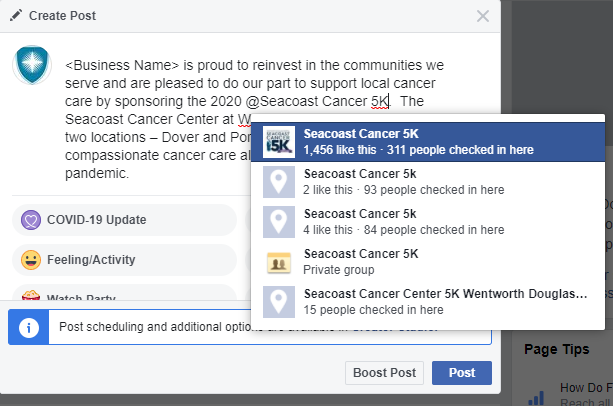 Create Post
<Business Name> is proud to reinvest in the communities we
serve and are pleased to do our part to support local cancer
care by sponsoring the 2020 @Seacoast Cancer 5K.  The
Seacoast Cancer Center at W
two locations – Dover and Por
compassionate cancer care al
pandemic.
Seacoast Cancer 5K
1,456 like this · 311 people checked in here
Seacoast Cancer 5k
2 like this · 93 people checked in here
Seacoast Cancer 5k
4 like this · 84 people checked in here
Seacoast Cancer 5K
Private group
Seacoast Cancer Center 5K Wentworth Douglas...
15 people checked in here
COVID-19 Update
Feeling/Activity
Watch Party
Post scheduling and additional options are available in Creator Studio.
Boost Post
Post
Page Tips
How Do F
Reach all